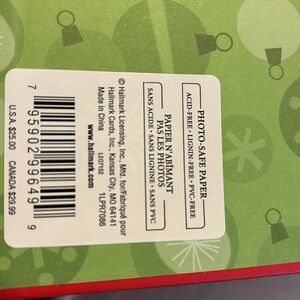 PHOTO-SAFE PAPER
ACID-FREE • LIGNIN-FREE • PVC-FREE
PAPIER N'ABÎMANT
PAS LES PHOTOS
SANS ACIDE • SANS LIGNINE • SANS PVC
© Hallmark Licensing, Inc., Mfd. for/Fabriqué pour
Hallmark Cards, Inc., Kansas City, MO 64141
Made in China
www.hallmark.com
1LPR7086
7 95902 99649 9
U.S.A. $25.00 CANADA $29.99